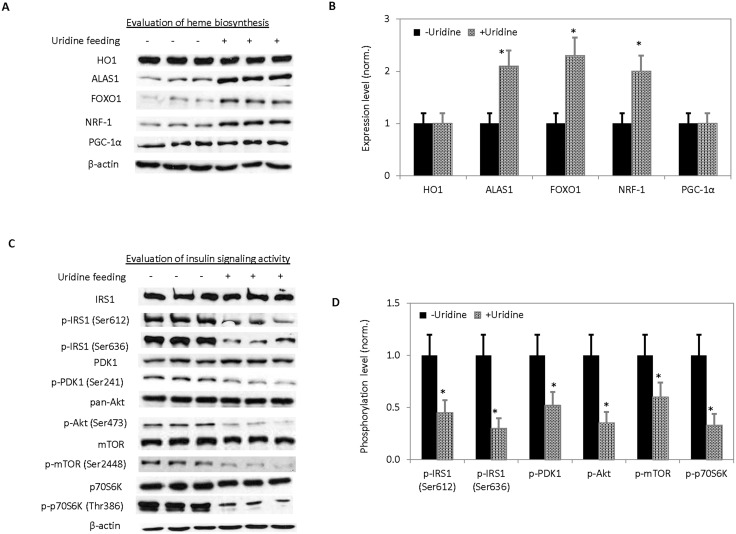 A
Evaluation of heme biosynthesis
Uridine feeding - - - + + +
HO1
ALAS1
FOXO1
NRF-1
PGC-1α
β-actin
B
-Uridine +Uridine
Expression level (norm.)
3
2
1
0
* * *
HO1 ALAS1 FOXO1 NRF-1 PGC-1α
C
Evaluation of insulin signaling activity
Uridine feeding - - - + + +
IRS1
p-IRS1 (Ser612)
p-IRS1 (Ser636)
PDK1
p-PDK1 (Ser241)
pan-Akt
p-Akt (Ser473)
mTOR
p-mTOR (Ser2448)
p70S6K
p-p70S6K (Thr386)
β-actin
D
-Uridine +Uridine
Phosphorylation level (norm.)
1.5
1.0
0.5
0.0
* * * * * *
p-IRS1 p-IRS1 p-PDK1 p-Akt p-mTOR p-p70S6K
(Ser612) (Ser636)